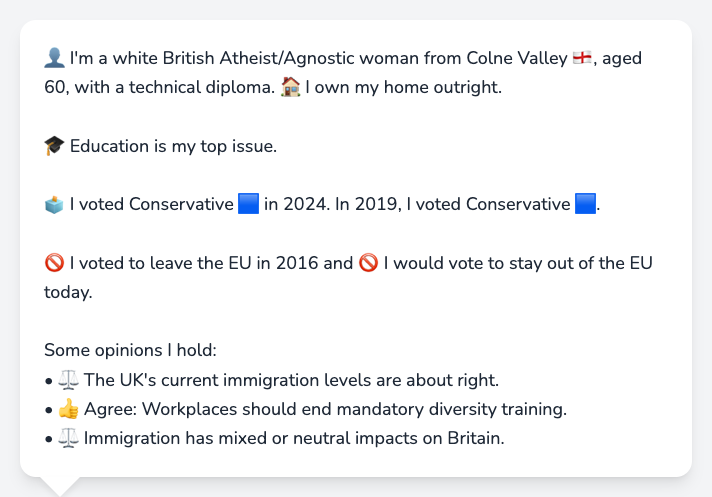 👤 I'm a white British Atheist/Agnostic woman from Colne Valley 🏴󠁧󠁢󠁥󠁮󠁧󠁿, aged
60, with a technical diploma. 🏠 I own my home outright.
🎓 Education is my top issue.
🗳️ I voted Conservative 🟦 in 2024. In 2019, I voted Conservative 🟦.
🚫 I voted to leave the EU in 2016 and 🚫 I would vote to stay out of the EU
today.
Some opinions I hold:
• ⚖️ The UK's current immigration levels are about right.
• 👍 Agree: Workplaces should end mandatory diversity training.
• ⚖️ Immigration has mixed or neutral impacts on Britain.